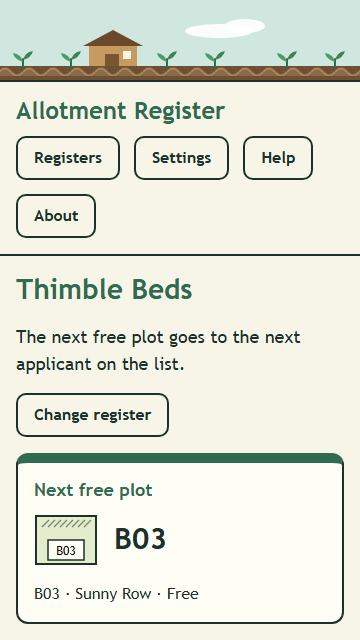 Allotment Register
Registers
Settings
Help
About
Thimble Beds
The next free plot goes to the next
applicant on the list.
Change register
Next free plot
B03
B03
B03 · Sunny Row · Free